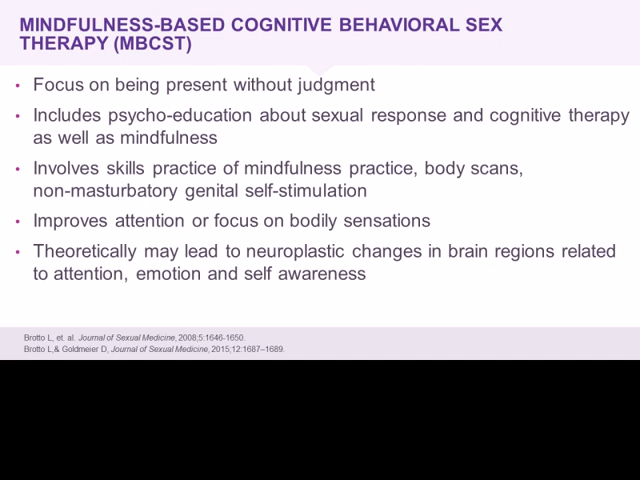 MINDFULNESS-BASED COGNITIVE BEHAVIORAL SEX
THERAPY (MBCST)
• Focus on being present without judgment
• Includes psycho-education about sexual response and cognitive therapy
as well as mindfulness
• Involves skills practice of mindfulness practice, body scans,
non-masturbatory genital self-stimulation
• Improves attention or focus on bodily sensations
• Theoretically may lead to neuroplastic changes in brain regions related
to attention, emotion and self awareness
Brotto L, et. al. Journal of Sexual Medicine, 2008;5:1646-1650.
Brotto L,& Goldmeier D, Journal of Sexual Medicine, 2015;12:1687–1689.